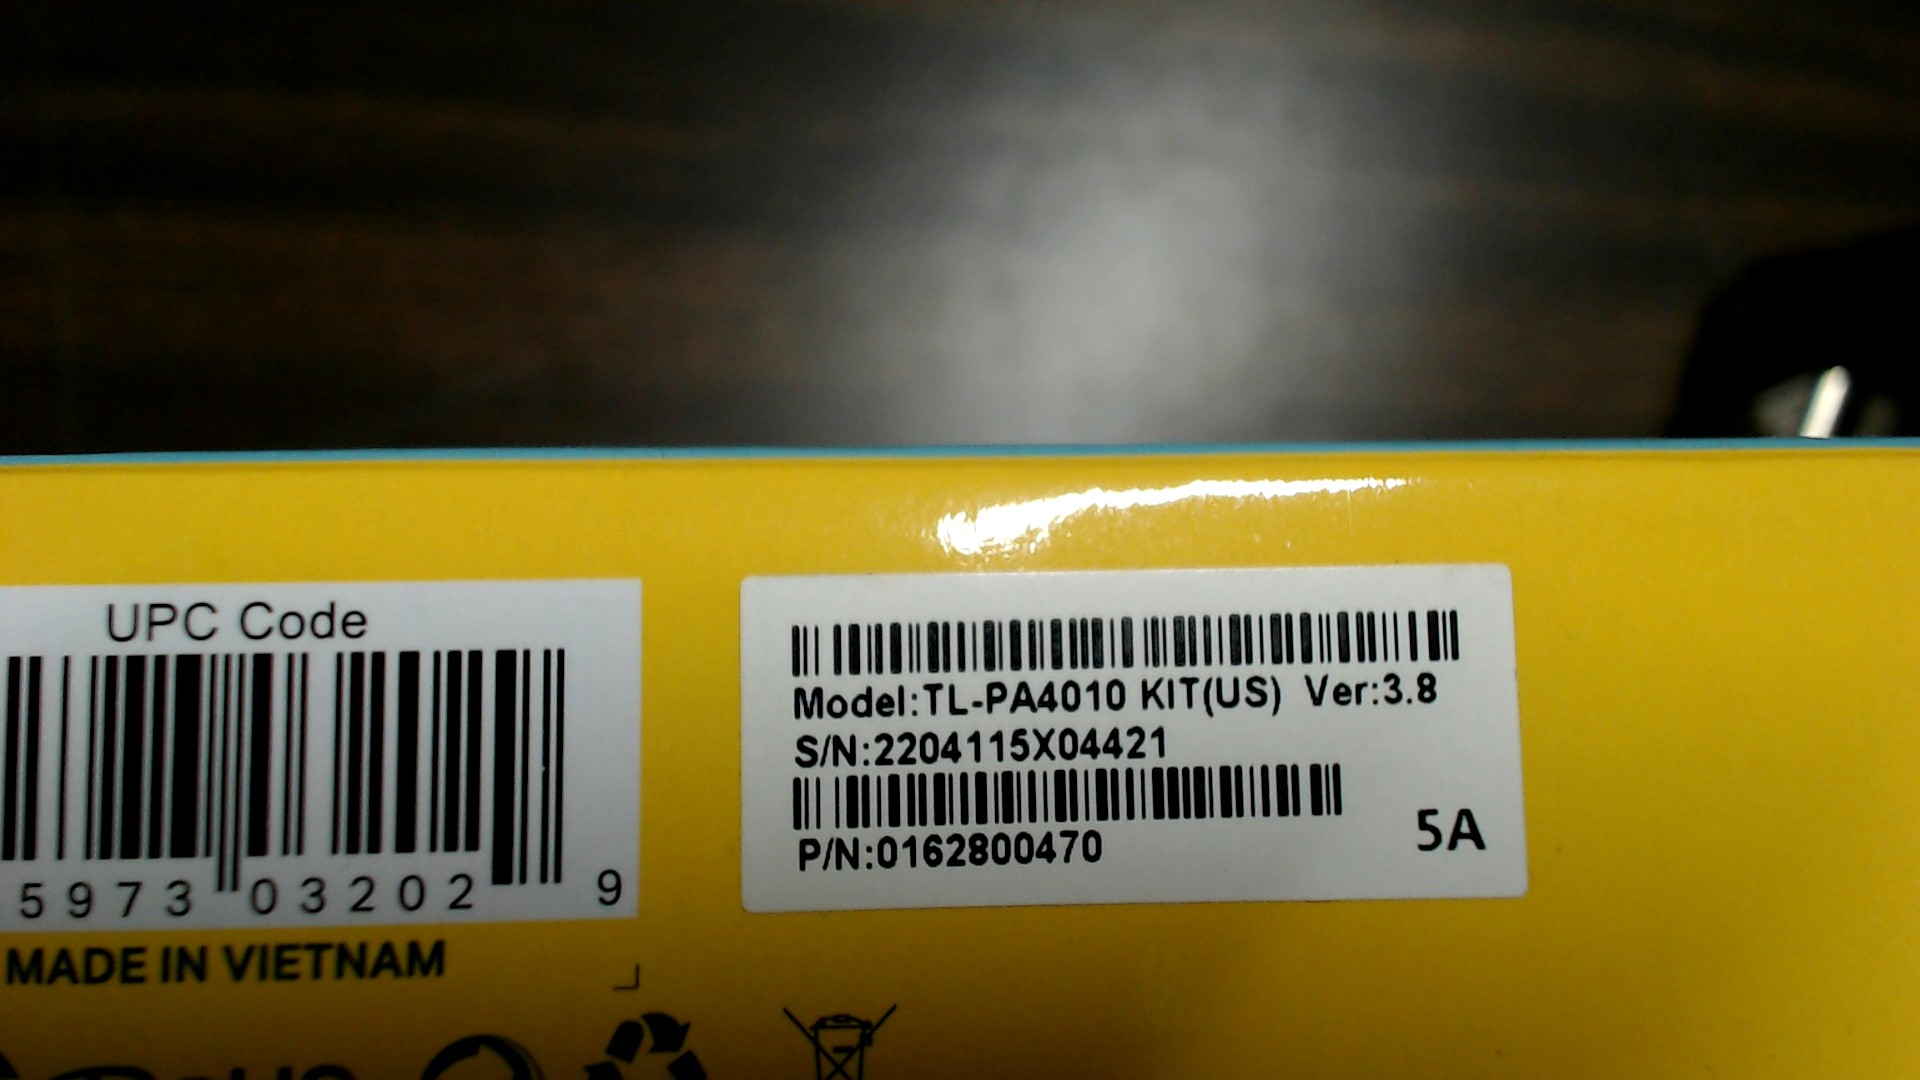 UPC Code
5973 03202 9
MADE IN VIETNAM
Model:TL-PA4010 KIT(US) Ver:3.8
S/N:2204115X04421
P/N:0162800470
5A